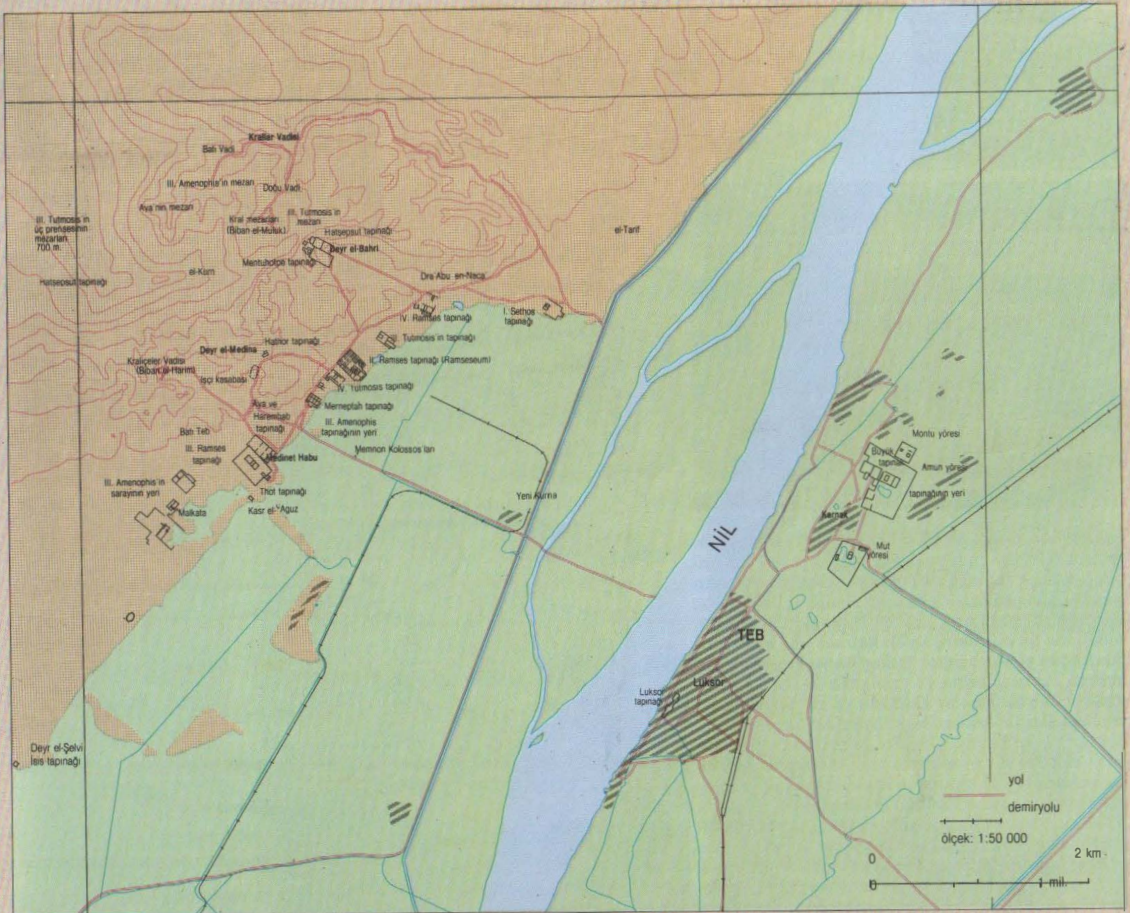 Krallar Vadisi
Batı Vadi
III. Amenophis'in mezarı
Doğu Vadi
Aya'nın mezarı
III. Tutmosis'in
üç prensesinin
mezarları
700 m.
Kral mezarları
(Biban el-Muluk)
III. Tutmosis'in
mezarı
Hatşepsut tapınağı
Deyr el-Bahri
Mentuhotpe tapınağı
el-Tarif
el-Korn
Hatşepsut tapınağı
Dra Abu en-Naca
IV. Ramses tapınağı
I. Sethos
tapınağı
III. Tutmosis'in tapınağı
Deyr el-Medina
Hathor tapınağı
II. Ramses tapınağı (Ramseseum)
Kraliçeler Vadisi
(Biban el-Harim)
İşçi kasabası
IV. Tutmosis tapınağı
Merneptah tapınağı
Aya ve
Haremhab
tapınağı
III. Amenophis
tapınağının yeri
Batı Teb
III. Ramses
tapınağı
Medinet Habu
Memnon Kolossos'ları
III. Amenophis'in
sarayının yeri
Thot tapınağı
Malkata
Kasr el-'Aguz
Yeni Kurna
Montu yöresi
Büyük
tapınak
Amun yöresi
tapınağının yeri
Karnak
Mut
yöresi
NİL
TEB
Luksor
Luksor
tapınağı
Deyr el-Şelvi
İsis tapınağı
yol
demiryolu
ölçek: 1:50 000
0
2 km
0
1 mil.